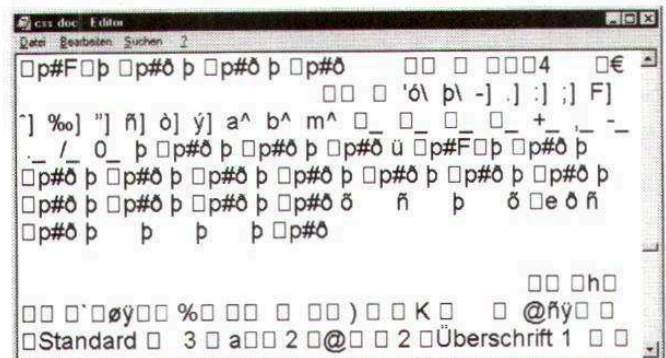 css doc - Editor
Datei Bearbeiten Suchen ?
□p#F□þ □p#ð þ □p#ð þ □p#ð □□ □ □□□4 □€
□□ □ 'ó\ þ\ -] .] :] ;] F]
ˆ] ‰] ”] ñ] ò] ý] a^ b^ m^ □_ □_ □_ □_ +_ ,_ -_
._ /_ 0_ þ □p#ð þ □p#ð þ □p#ð ü □p#F□þ □p#ð þ
□p#ð þ □p#ð þ □p#ð þ □p#ð þ □p#ð þ □p#ð þ □p#ð þ
□p#ð þ □p#ð þ □p#ð þ □p#ð õ ñ þ õ □e ð ñ
□p#ð þ þ þ þ □p#ð
□□ □h□
□□ □`□øÿ□□ %□ □□ □ □□ ) □ □ K □ □ @ñÿ□ □
□Standard □ 3 □ a□□ 2 □@□ □ 2 □Überschrift 1 □ □